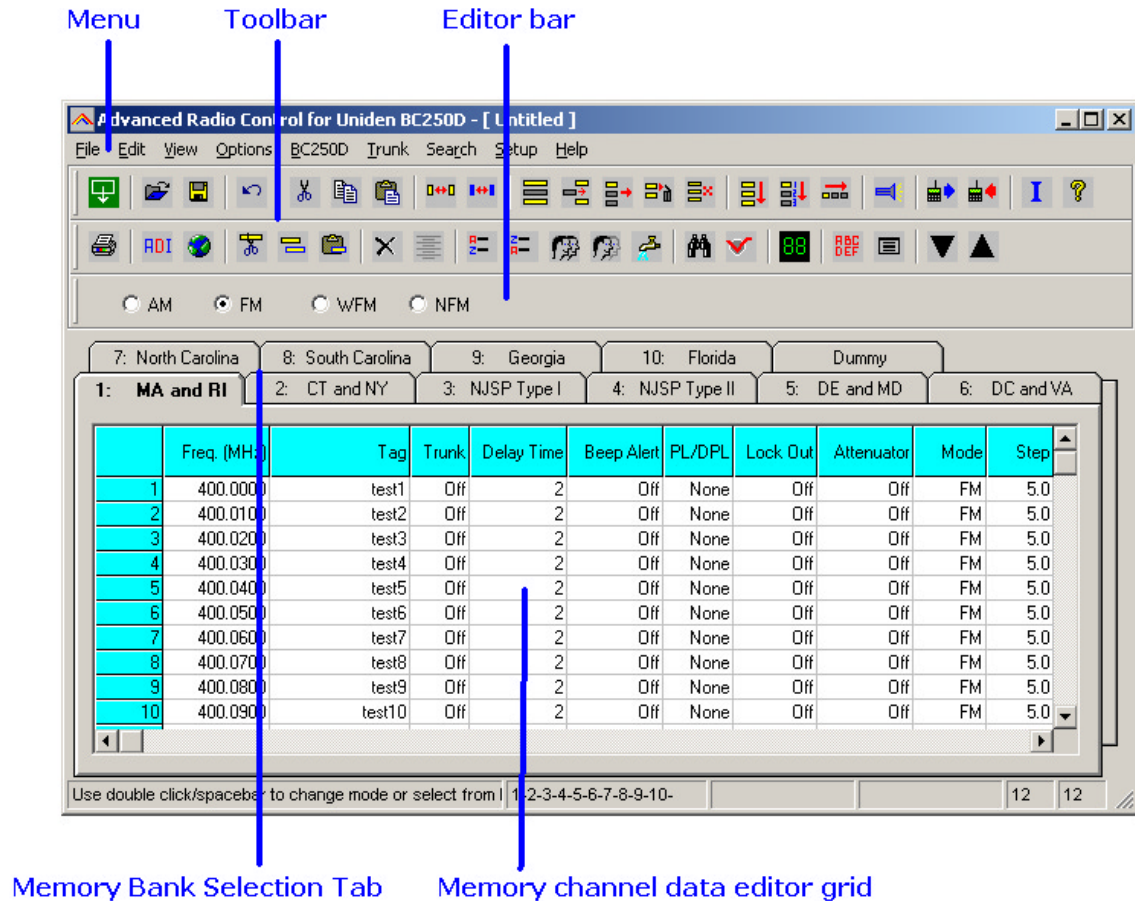 Menu Toolbar Editor bar
Advanced Radio Control for Uniden BC250D - [ Untitled ]
File Edit View Options BC250D Trunk Search Setup Help
ADI 88 ABC DEF
AM FM WFM NFM
7: North Carolina 8: South Carolina 9: Georgia 10: Florida Dummy
1: MA and RI 2: CT and NY 3: NJSP Type I 4: NJSP Type II 5: DE and MD 6: DC and VA
Freq. (MHz) Tag Trunk Delay Time Beep Alert PL/DPL Lock Out Attenuator Mode Step
1 400.0000 test1 Off 2 Off None Off Off FM 5.0
2 400.0100 test2 Off 2 Off None Off Off FM 5.0
3 400.0200 test3 Off 2 Off None Off Off FM 5.0
4 400.0300 test4 Off 2 Off None Off Off FM 5.0
5 400.0400 test5 Off 2 Off None Off Off FM 5.0
6 400.0500 test6 Off 2 Off None Off Off FM 5.0
7 400.0600 test7 Off 2 Off None Off Off FM 5.0
8 400.0700 test8 Off 2 Off None Off Off FM 5.0
9 400.0800 test9 Off 2 Off None Off Off FM 5.0
10 400.0900 test10 Off 2 Off None Off Off FM 5.0
Use double click/spacebar to change mode or select from 1-2-3-4-5-6-7-8-9-10- 12 12
Memory Bank Selection Tab Memory channel data editor grid